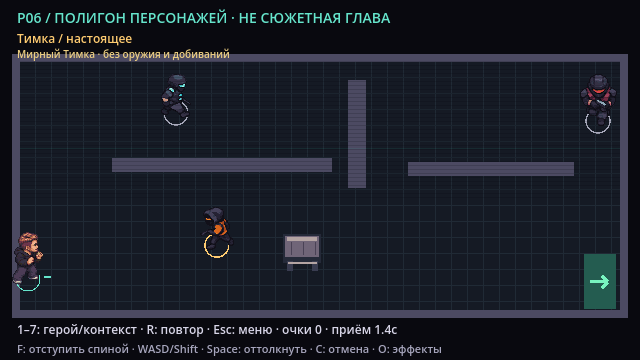 P06 / ПОЛИГОН ПЕРСОНАЖЕЙ · НЕ СЮЖЕТНАЯ ГЛАВА
Тимка / настоящее
Мирный Тимка · без оружия и добиваний
1–7: герой/контекст · R: повтор · Esc: меню · очки 0 · приём 1.4с
F: отступить спиной · WASD/Shift · Space: оттолкнуть · C: отмена · O: эффекты